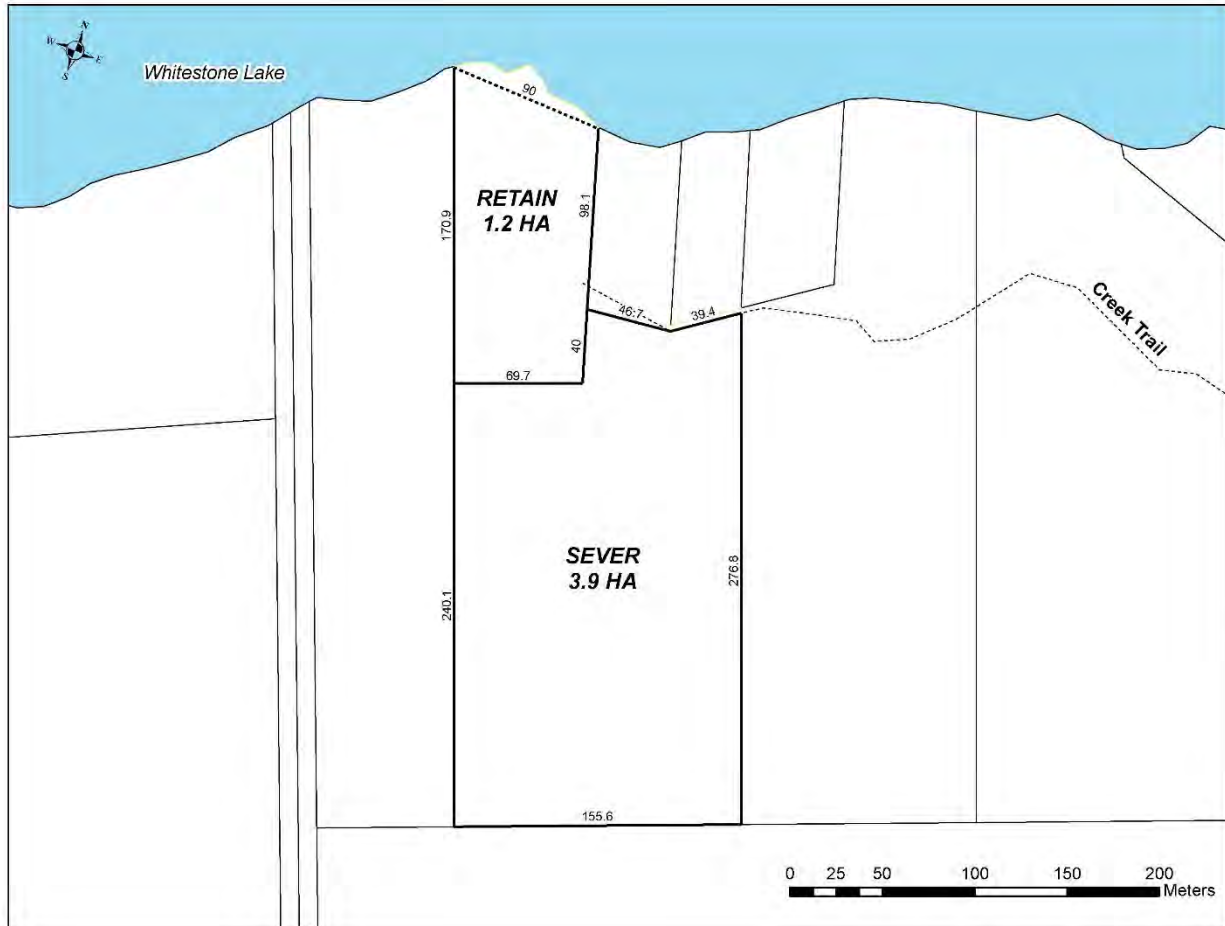 N
W
E
S
Whitestone Lake
90
RETAIN
1.2 HA
170.9
98.1
46.7
39.4
40
69.7
Creek Trail
SEVER
3.9 HA
276.8
240.1
155.6
0 25 50 100 150 200
Meters